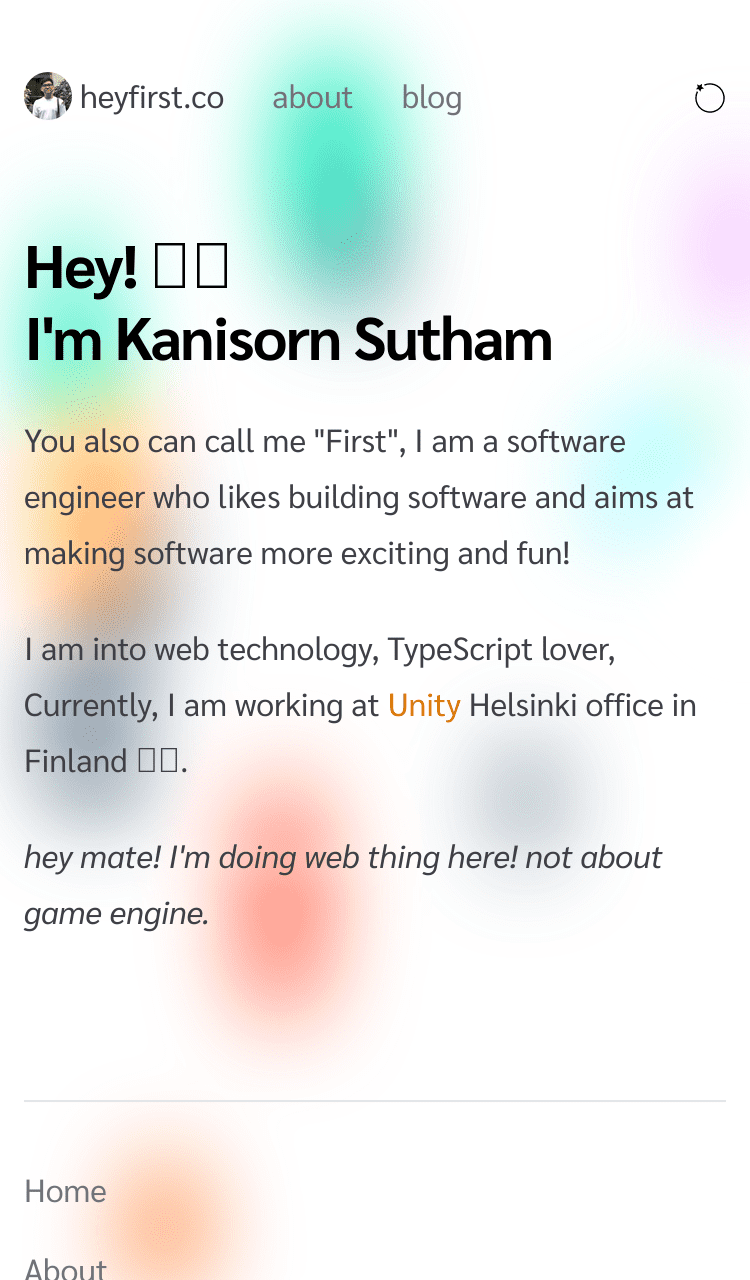 heyfirst.co about blog
Hey! 
I'm Kanisorn Sutham
You also can call me "First", I am a software
engineer who likes building software and aims at
making software more exciting and fun!
I am into web technology, TypeScript lover,
Currently, I am working at Unity Helsinki office in
Finland .
hey mate! I'm doing web thing here! not about
game engine.
Home
About